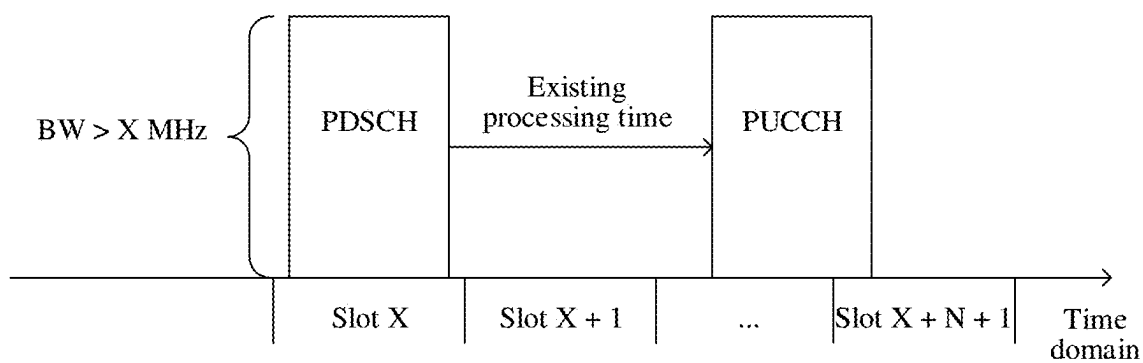 Existing
processing time
BW > X MHz
PDSCH
PUCCH
Slot X
Slot X + 1
...
Slot X + N + 1
Time
domain